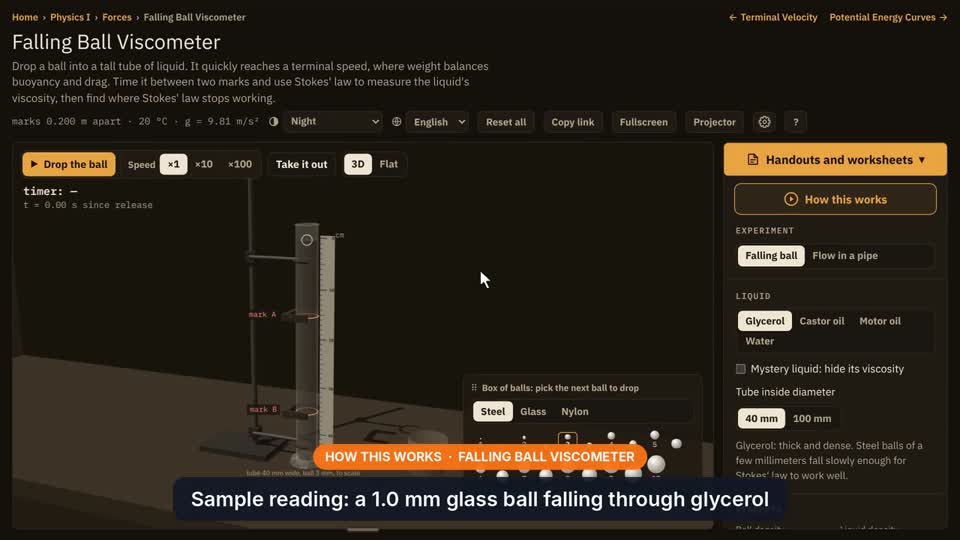 Home › Physics I › Forces › Falling Ball Viscometer
← Terminal Velocity Potential Energy Curves →
Falling Ball Viscometer
Drop a ball into a tall tube of liquid. It quickly reaches a terminal speed, where weight balances
buoyancy and drag. Time it between two marks and use Stokes' law to measure the liquid's
viscosity, then find where Stokes' law stops working.
marks 0.200 m apart · 20 °C · g = 9.81 m/s² Night English Reset all Copy link Fullscreen Projector ?
Drop the ball Speed ×1 ×10 ×100 Take it out 3D Flat
timer: —
t = 0.00 s since release
cm
mark A
mark B
Box of balls: pick the next ball to drop
Steel Glass Nylon
Handouts and worksheets ▾
How this works
EXPERIMENT
Falling ball Flow in a pipe
LIQUID
Glycerol Castor oil Motor oil
Water
Mystery liquid: hide its viscosity
Tube inside diameter
40 mm 100 mm
Glycerol: thick and dense. Steel balls of a
few millimeters fall slowly enough for
Stokes' law to work well.
HOW THIS WORKS · FALLING BALL VISCOMETER
tube 40 mm wide, ball 3 mm, to scale
Sample reading: a 1.0 mm glass ball falling through glycerol